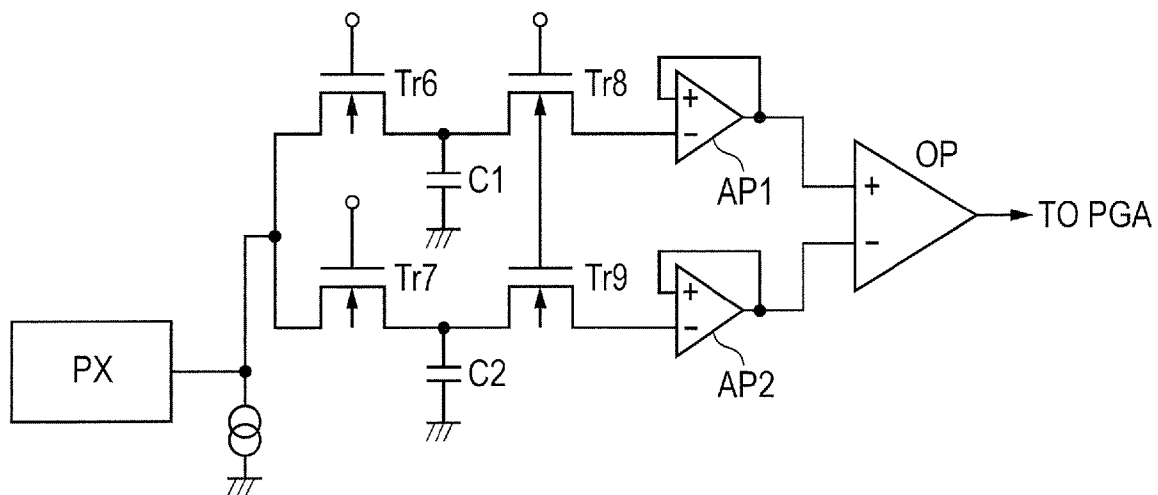 Tr6
Tr8
+
-
C1
AP1
OP
+
-
TO PGA
Tr7
Tr9
+
-
C2
AP2
PX